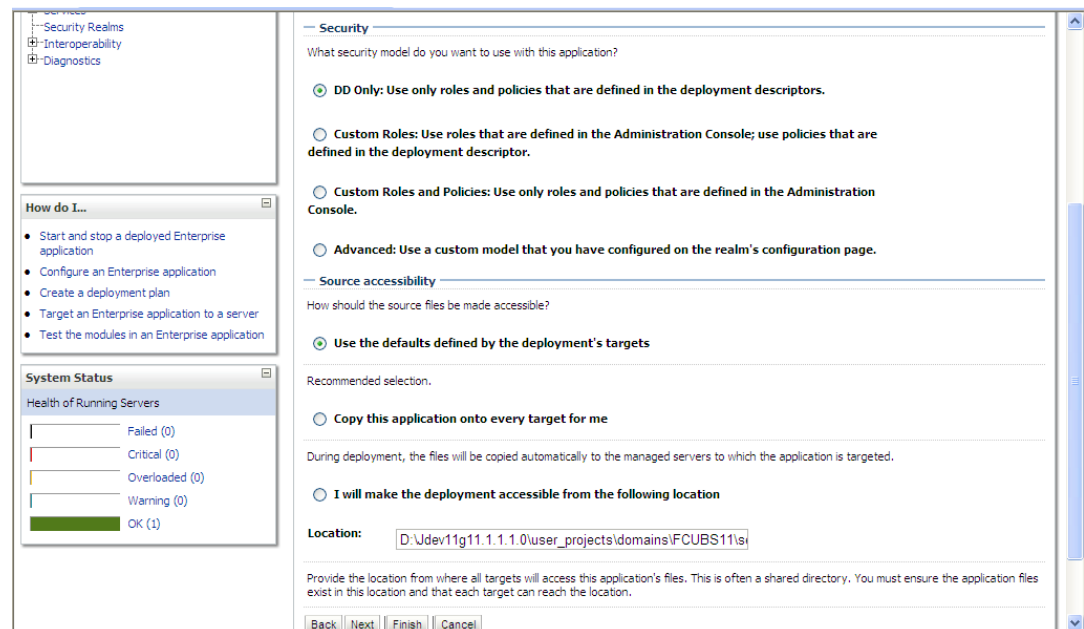 Services
Security Realms
Interoperability
Diagnostics
How do I...
Start and stop a deployed Enterprise
application
Configure an Enterprise application
Create a deployment plan
Target an Enterprise application to a server
Test the modules in an Enterprise application
System Status
Health of Running Servers
Failed (0)
Critical (0)
Overloaded (0)
Warning (0)
OK (1)
Security
What security model do you want to use with this application?
DD Only: Use only roles and policies that are defined in the deployment descriptors.
Custom Roles: Use roles that are defined in the Administration Console; use policies that are
defined in the deployment descriptor.
Custom Roles and Policies: Use only roles and policies that are defined in the Administration
Console.
Advanced: Use a custom model that you have configured on the realm's configuration page.
Source accessibility
How should the source files be made accessible?
Use the defaults defined by the deployment's targets
Recommended selection.
Copy this application onto every target for me
During deployment, the files will be copied automatically to the managed servers to which the application is targeted.
I will make the deployment accessible from the following location
Location: D:\Jdev11g11.1.1.1.0\user_projects\domains\FCUBS11\se
Provide the location from where all targets will access this application's files. This is often a shared directory. You must ensure the application files
exist in this location and that each target can reach the location.
Back Next Finish Cancel